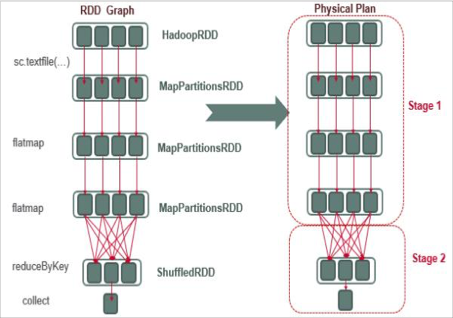 RDD Graph
Physical Plan
HadoopRDD
sc.textfile(...)
MapPartitionsRDD
Stage 1
flatmap
MapPartitionsRDD
flatmap
MapPartitionsRDD
Stage 2
reduceByKey
ShuffledRDD
collect